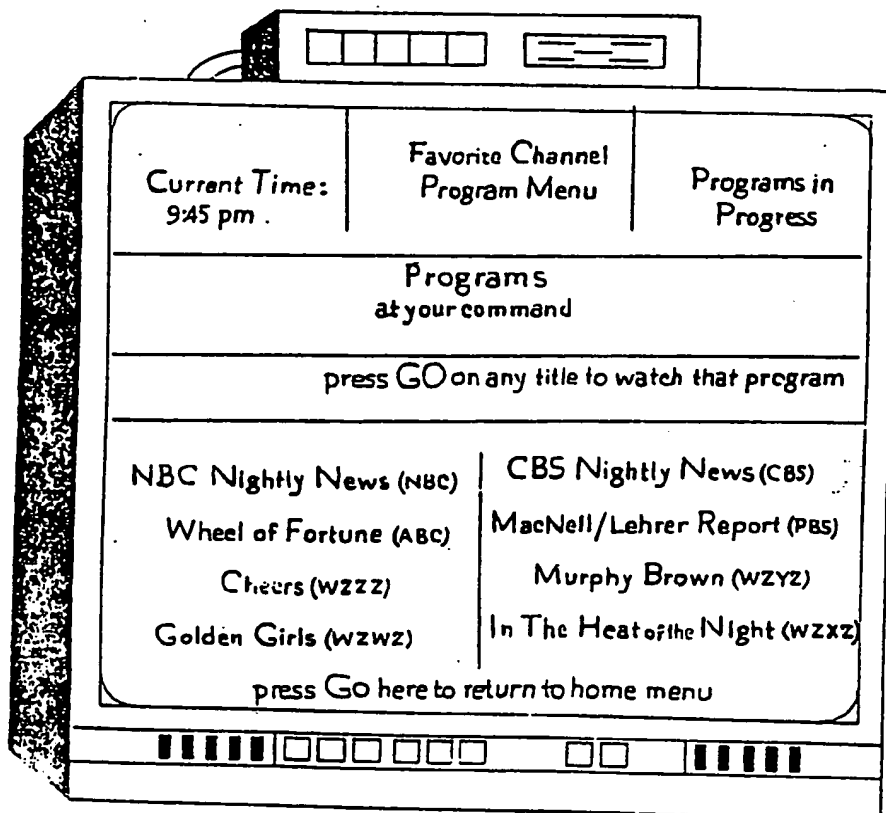 Current Time:
9:45 pm .
Favorite Channel
Program Menu
Programs in
Progress
Programs
at your command
press GO on any title to watch that program
NBC Nightly News (NBC)
Wheel of Fortune (ABC)
Cheers (WZZZ)
Golden Girls (WZWZ)
CBS Nightly News (CBS)
MacNell/Lehrer Report (PBS)
Murphy Brown (WZYZ)
In The Heat of the Night (WZXZ)
press Go here to return to home menu